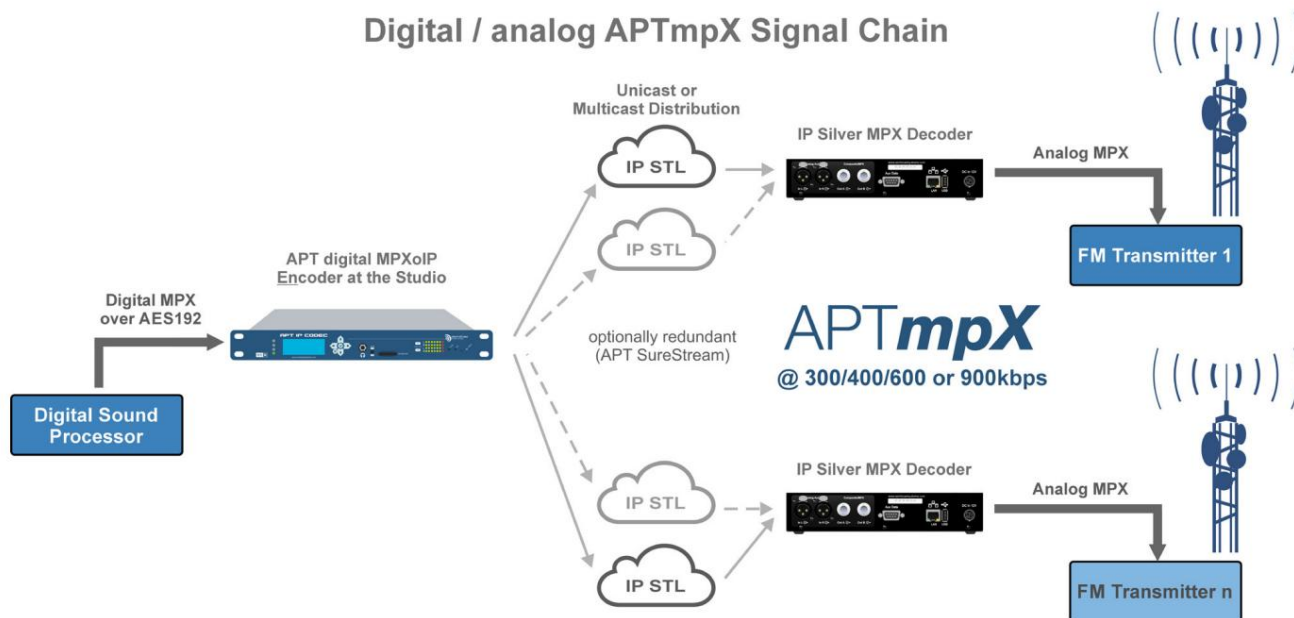 Digital / analog APTmpX Signal Chain
Unicast or
Multicast Distribution
IP STL
IP STL
IP Silver MPX Decoder
Analog MPX
FM Transmitter 1
APT digital MPXoIP
Encoder at the Studio
Digital MPX
over AES192
APT IP CODEC
Digital Sound
Processor
optionally redundant
(APT SureStream)
APTmpX
@ 300/400/600 or 900kbps
IP STL
IP STL
IP Silver MPX Decoder
Analog MPX
FM Transmitter n